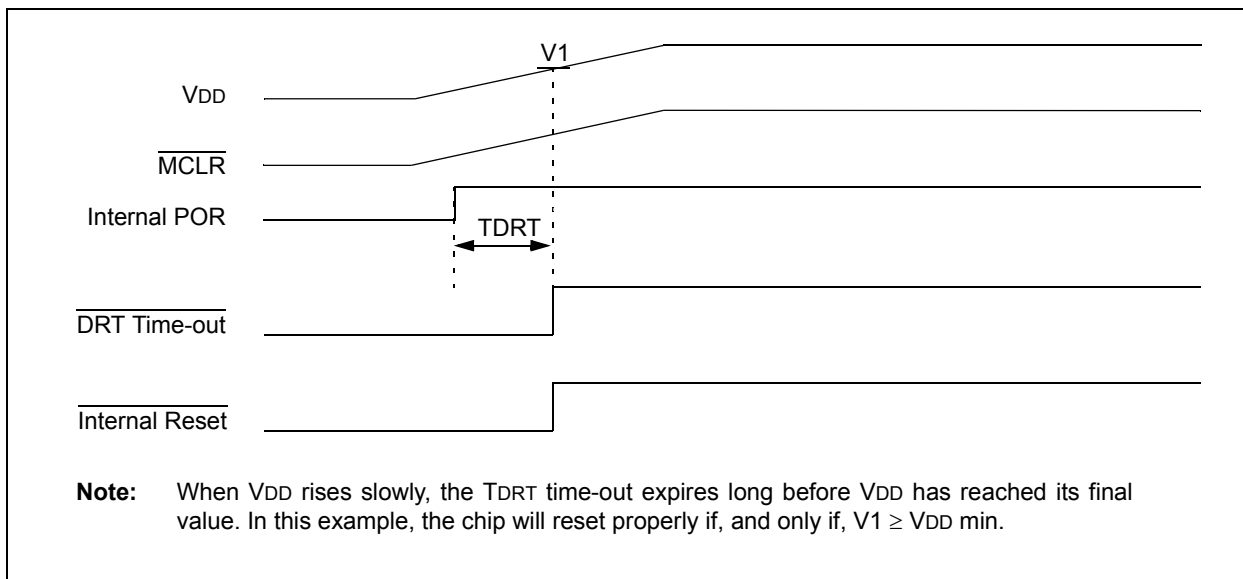 V1
VDD
MCLR
Internal POR
TDRT
DRT Time-out
Internal Reset
Note: When VDD rises slowly, the TDRT time-out expires long before VDD has reached its final
value. In this example, the chip will reset properly if, and only if, V1 ≥ VDD min.